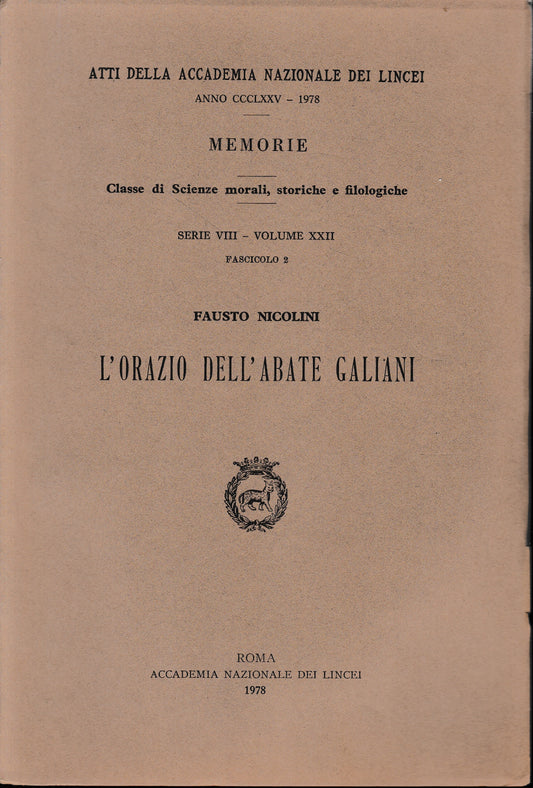 ATTI DELLA ACCADEMIA NAZIONALE DEI LINCEI
ANNO CCCLXXV – 1978
MEMORIE
Classe di Scienze morali, storiche e filologiche
SERIE VIII – VOLUME XXII
FASCICOLO 2
FAUSTO NICOLINI
L'ORAZIO DELL'ABATE GALIANI
ROMA
ACCADEMIA NAZIONALE DEI LINCEI
1978